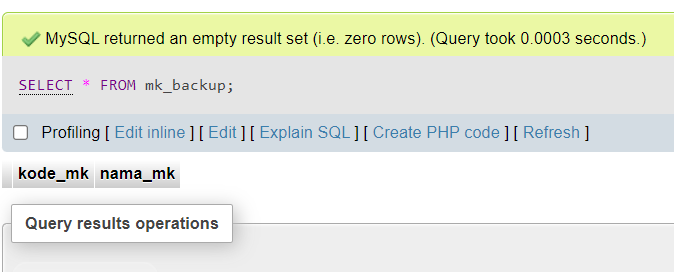 MySQL returned an empty result set (i.e. zero rows). (Query took 0.0003 seconds.)
SELECT * FROM mk_backup;
Profiling [ Edit inline ] [ Edit ] [ Explain SQL ] [ Create PHP code ] [ Refresh ]
kode_mk nama_mk
Query results operations